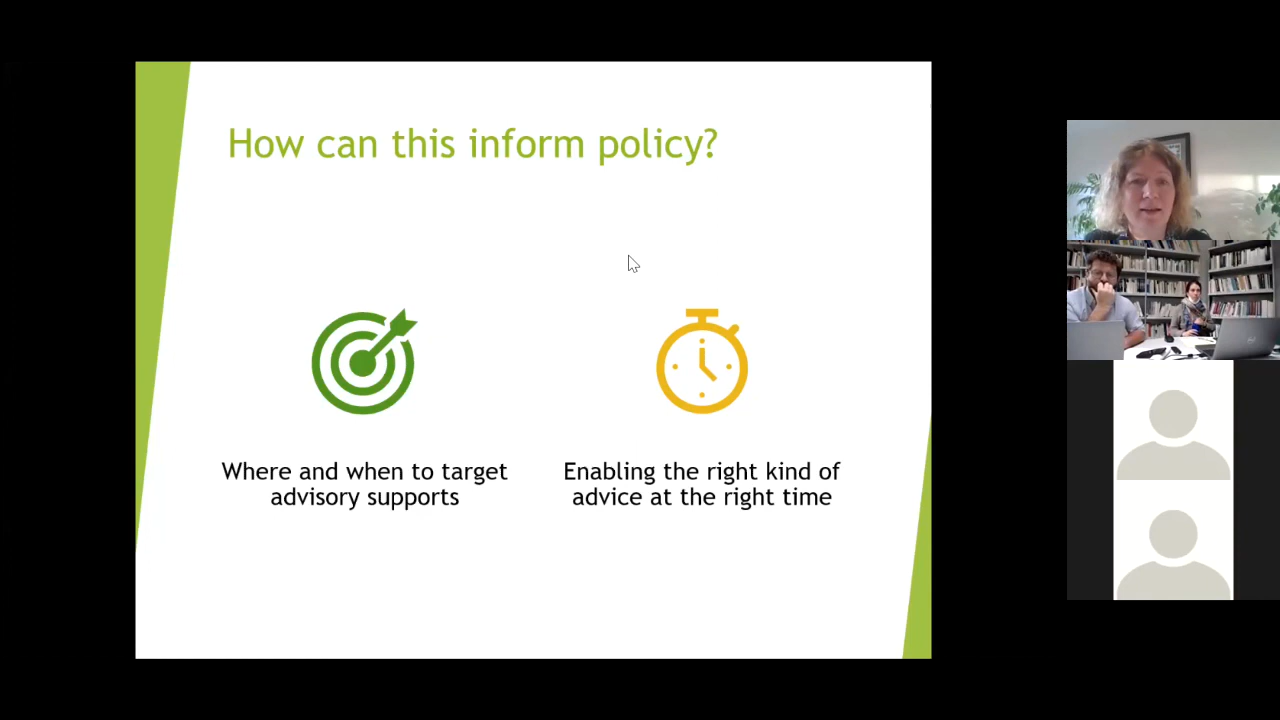 How can this inform policy?
Where and when to target
advisory supports
Enabling the right kind of
advice at the right time